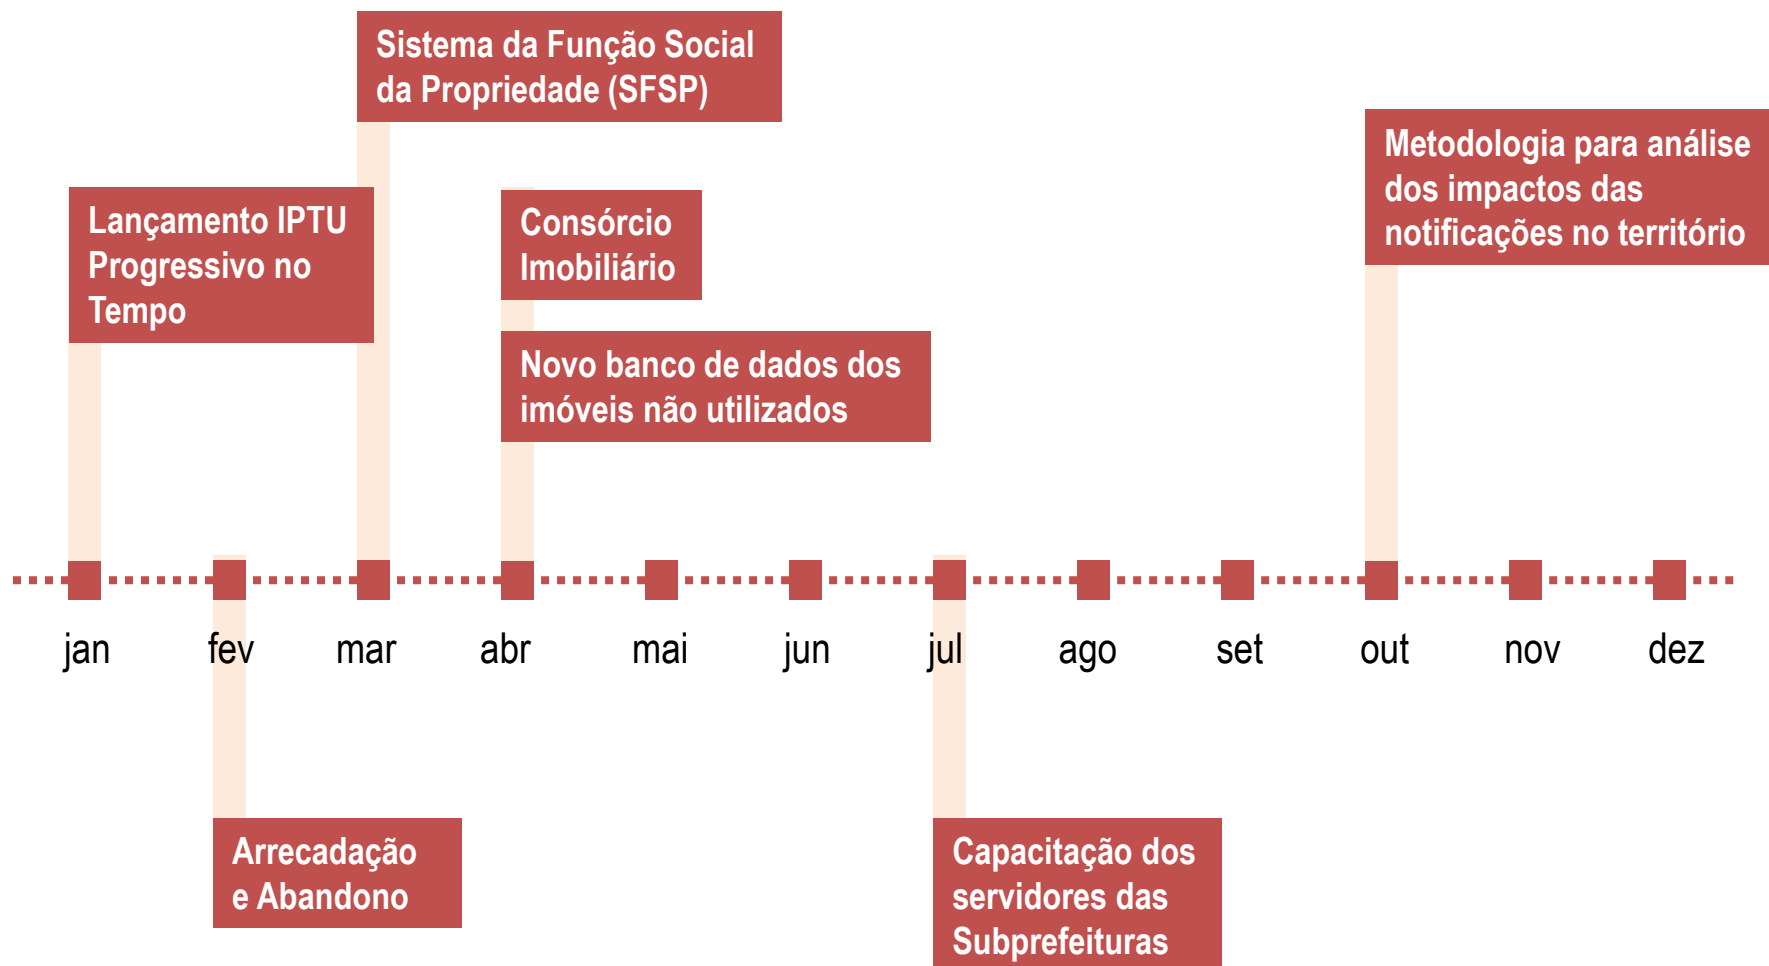 Sistema da Função Social
da Propriedade (SFSP)
Metodologia para análise
dos impactos das
notificações no território
Lançamento IPTU
Progressivo no
Tempo
Consórcio
Imobiliário
Novo banco de dados dos
imóveis não utilizados
jan fev mar abr mai jun jul ago set out nov dez
Arrecadação
e Abandono
Capacitação dos
servidores das
Subprefeituras